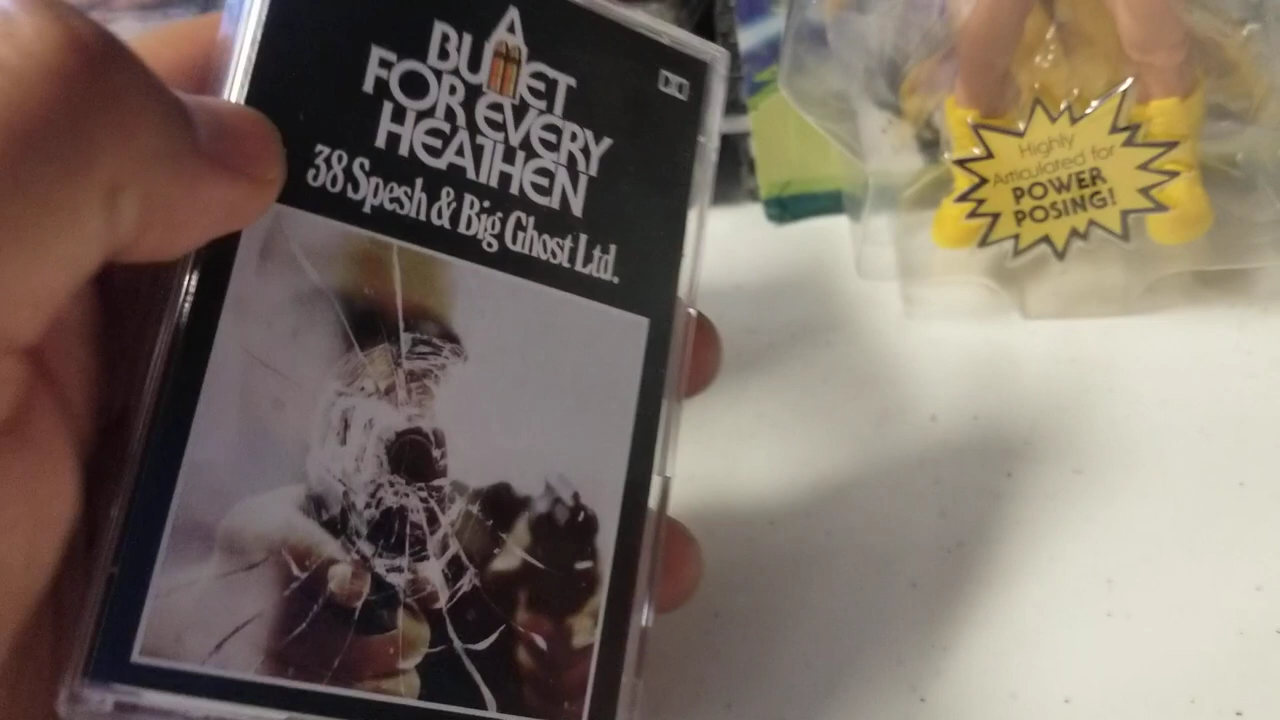 A
BULLET
FOR EVERY
HEATHEN
38 Spesh & Big Ghost Ltd.
Highly
Articulated for
POWER
POSING!